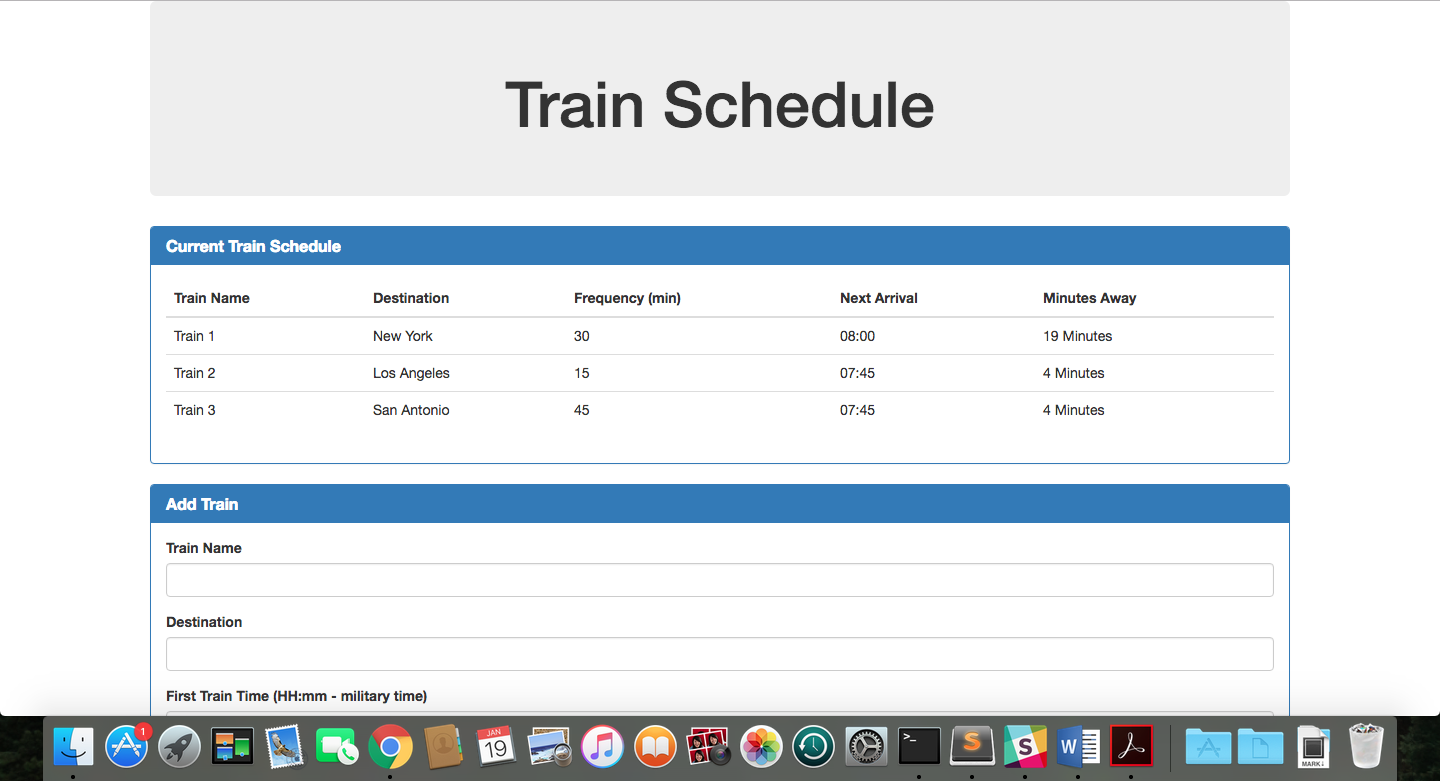 Train Schedule
Current Train Schedule
Train Name Destination Frequency (min) Next Arrival Minutes Away
Train 1 New York 30 08:00 19 Minutes
Train 2 Los Angeles 15 07:45 4 Minutes
Train 3 San Antonio 45 07:45 4 Minutes
Add Train
Train Name
Destination
First Train Time (HH:mm - military time)
1
JAN
19
>_
S
S
W
MARK↓